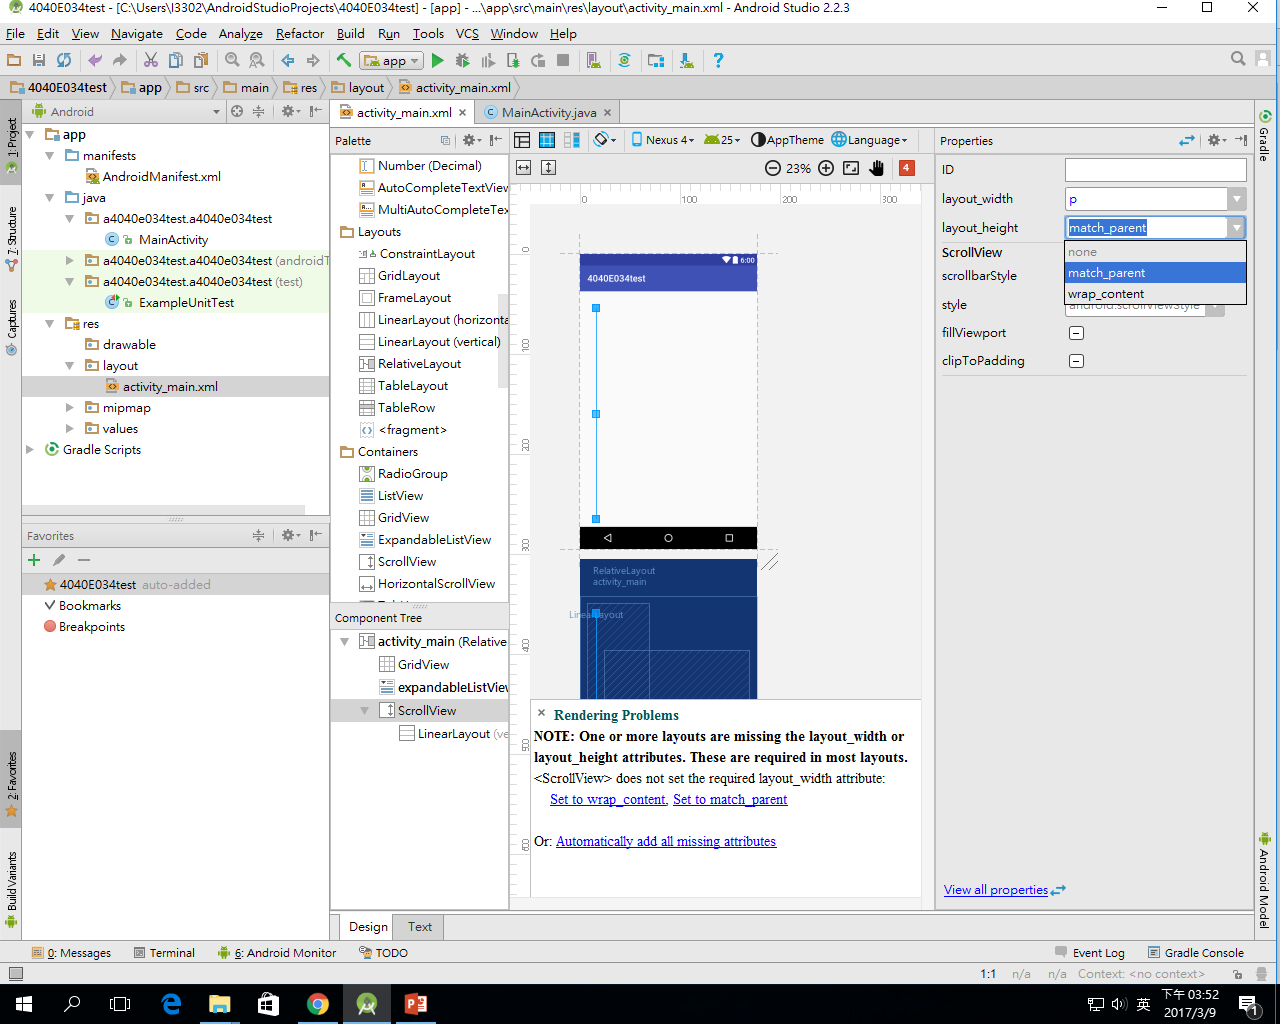 4040E034test - [C:\Users\I3302\AndroidStudioProjects\4040E034test] - [app] - ...\app\src\main\res\layout\activity_main.xml - Android Studio 2.2.3
File Edit View Navigate Code Analyze Refactor Build Run Tools VCS Window Help
app
4040E034test app src main res layout activity_main.xml
1: Project
7: Structure
Captures
2: Favorites
Build Variants
Android
app
manifests
AndroidManifest.xml
java
a4040e034test.a4040e034test
MainActivity
a4040e034test.a4040e034test (androidT
a4040e034test.a4040e034test (test)
ExampleUnitTest
res
drawable
layout
activity_main.xml
mipmap
values
Gradle Scripts
Favorites
4040E034test auto-added
Bookmarks
Breakpoints
activity_main.xml
MainActivity.java
Palette
Number (Decimal)
AutoCompleteTextView
MultiAutoCompleteTex
Layouts
ConstraintLayout
GridLayout
FrameLayout
LinearLayout (horizonta
LinearLayout (vertical)
RelativeLayout
TableLayout
TableRow
<fragment>
Containers
RadioGroup
ListView
GridView
ExpandableListView
ScrollView
HorizontalScrollView
Component Tree
activity_main (Relative
GridView
expandableListView
ScrollView
LinearLayout (ve
Nexus 4 25 AppTheme Language
23% 4
0 100 200 300
0
100
200
300
400
500
600
6:00
4040E034test
RelativeLayout
activity_main
LinearLayout
Rendering Problems
NOTE: One or more layouts are missing the layout_width or
layout_height attributes. These are required in most layouts.
<ScrollView> does not set the required layout_width attribute:
Set to wrap_content, Set to match_parent
Or: Automatically add all missing attributes
Properties
ID
layout_width p
layout_height match_parent
ScrollView none
match_parent
scrollbarStyle
wrap_content
style android:scrollViewStyle
fillViewport
clipToPadding
View all properties
Gradle
Android Model
Design Text
0: Messages Terminal 6: Android Monitor TODO Event Log Gradle Console
1:1 n/a n/a Context: <no context>
英
下午 03:52
2017/3/9
1